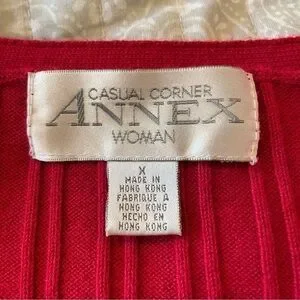 CASUAL CORNER
ANNEX
WOMAN
X
MADE IN
HONG KONG
FABRIQUE A
HONG KONG
HECHO EN
HONG KONG